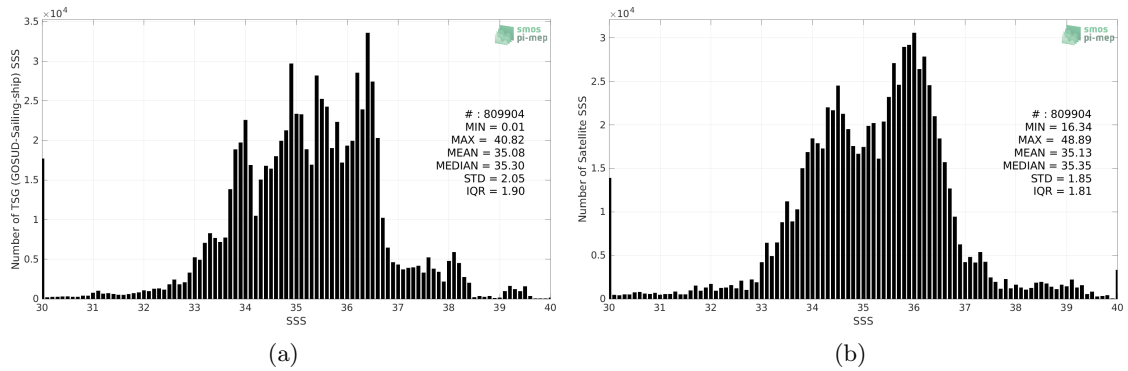 ×10⁴
smos
pi-mep
Number of TSG (GOSUD-Sailing-ship) SSS
3.5
3
2.5
2
1.5
1
0.5
0
# : 809904
MIN = 0.01
MAX = 40.82
MEAN = 35.08
MEDIAN = 35.30
STD = 2.05
IQR = 1.90
30 31 32 33 34 35 36 37 38 39 40
SSS
(a)
×10⁴
smos
pi-mep
Number of Satellite SSS
3
2.5
2
1.5
1
0.5
0
# : 809904
MIN = 16.34
MAX = 48.89
MEAN = 35.13
MEDIAN = 35.35
STD = 1.85
IQR = 1.81
30 31 32 33 34 35 36 37 38 39 40
SSS
(b)